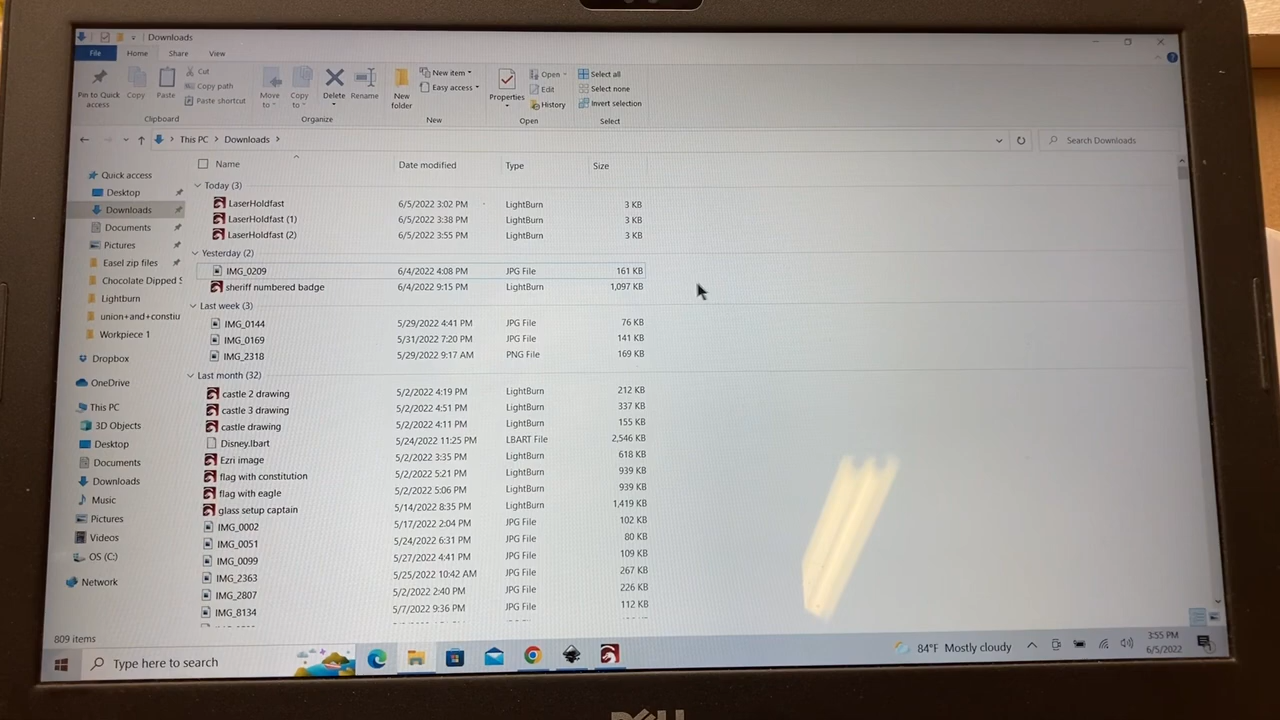 Downloads
File Home Share View
Pin to Quick access
Copy
Paste
Cut
Copy path
Paste shortcut
Clipboard
Move to
Copy to
Delete
Rename
Organize
New folder
New item
Easy access
New
Properties
Open
Edit
History
Open
Select all
Select none
Invert selection
Select
This PC > Downloads >
Search Downloads
Quick access
Desktop
Downloads
Documents
Pictures
Easel zip files
Chocolate Dipped S
Lightburn
union+and+constiu
Workpiece 1
Dropbox
OneDrive
This PC
3D Objects
Desktop
Documents
Downloads
Music
Pictures
Videos
OS (C:)
Network
Name Date modified Type Size
Today (3)
LaserHoldfast 6/5/2022 3:02 PM LightBurn 3 KB
LaserHoldfast (1) 6/5/2022 3:38 PM LightBurn 3 KB
LaserHoldfast (2) 6/5/2022 3:55 PM LightBurn 3 KB
Yesterday (2)
IMG_0209 6/4/2022 4:08 PM JPG File 161 KB
sheriff numbered badge 6/4/2022 9:15 PM LightBurn 1,097 KB
Last week (3)
IMG_0144 5/29/2022 4:41 PM JPG File 76 KB
IMG_0169 5/31/2022 7:20 PM JPG File 141 KB
IMG_2318 5/29/2022 9:17 AM PNG File 169 KB
Last month (32)
castle 2 drawing 5/2/2022 4:19 PM LightBurn 212 KB
castle 3 drawing 5/2/2022 4:51 PM LightBurn 337 KB
castle drawing 5/2/2022 4:11 PM LightBurn 155 KB
Disney.lbart 5/24/2022 11:25 PM LBART File 2,546 KB
Ezri image 5/2/2022 3:35 PM LightBurn 618 KB
flag with constitution 5/2/2022 5:21 PM LightBurn 939 KB
flag with eagle 5/2/2022 5:06 PM LightBurn 939 KB
glass setup captain 5/14/2022 8:35 PM LightBurn 1,419 KB
IMG_0002 5/17/2022 2:04 PM JPG File 102 KB
IMG_0051 5/24/2022 6:31 PM JPG File 80 KB
IMG_0099 5/27/2022 4:41 PM JPG File 109 KB
IMG_2363 5/25/2022 10:42 AM JPG File 267 KB
IMG_2807 5/2/2022 2:40 PM JPG File 226 KB
IMG_8134 5/7/2022 9:36 PM JPG File 112 KB
809 items
Type here to search
84°F Mostly cloudy
3:55 PM
6/5/2022
DELL